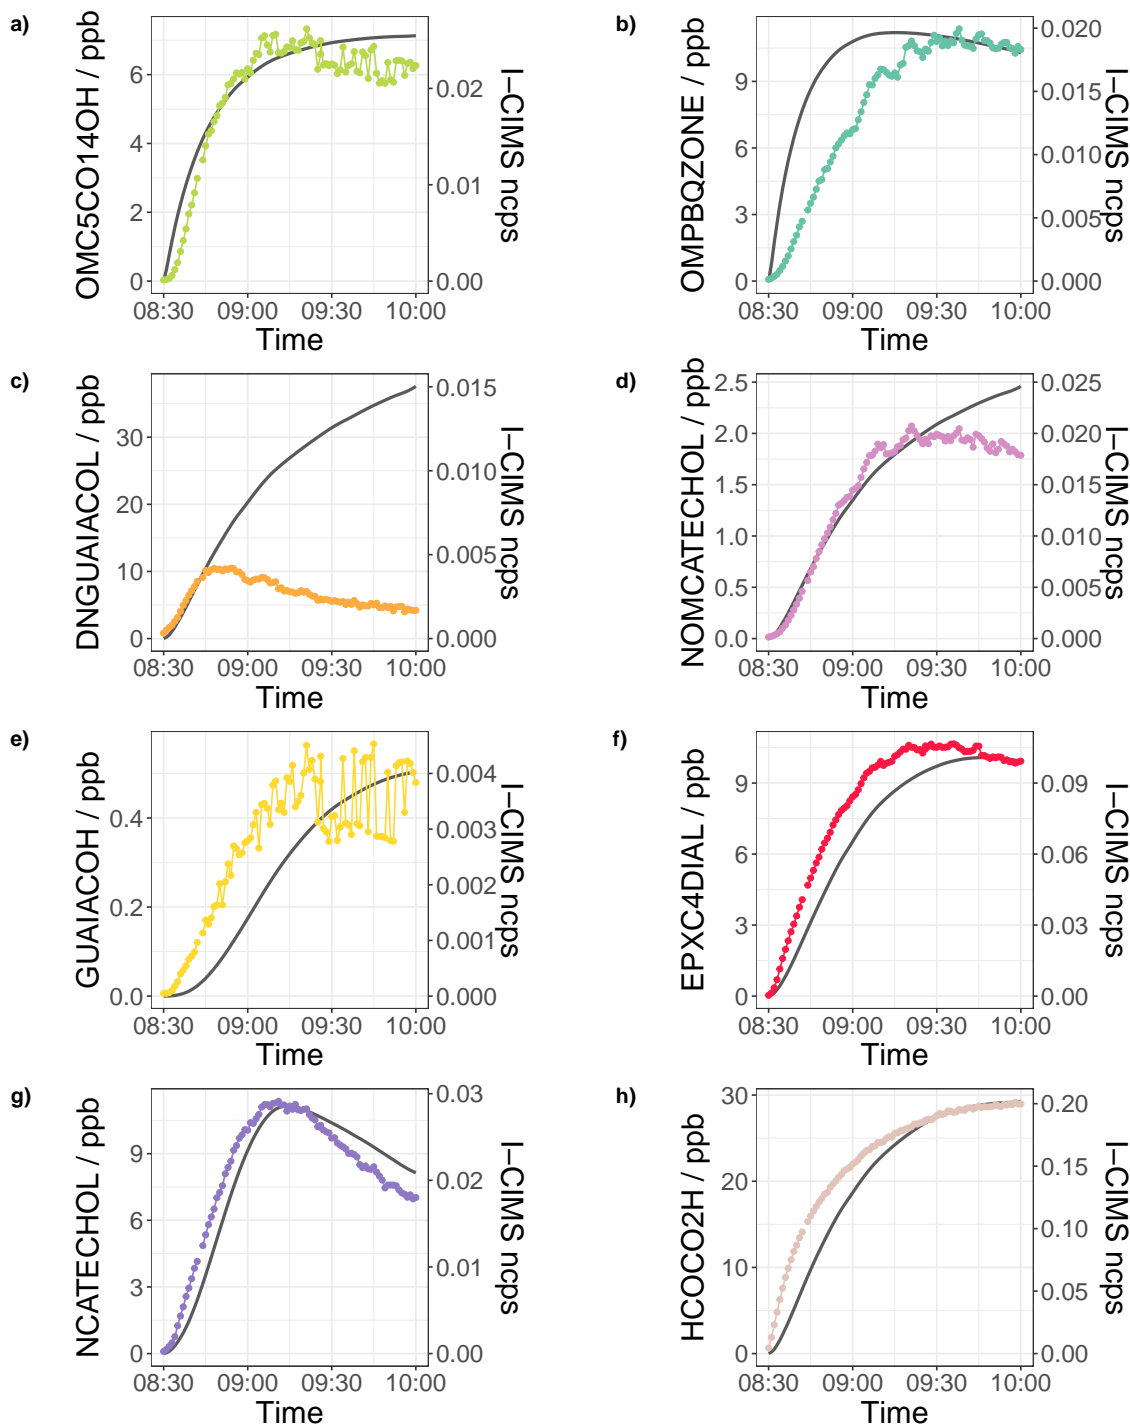 a)
OMC5CO14OH / ppb
6
4
2
0
0.02
0.01
0.00
I−CIMS ncps
08:30 09:00 09:30 10:00
Time
b)
OMPBQZONE / ppb
9
6
3
0
0.020
0.015
0.010
0.005
0.000
I−CIMS ncps
08:30 09:00 09:30 10:00
Time
c)
DNGUAIACOL / ppb
30
20
10
0
0.015
0.010
0.005
0.000
I−CIMS ncps
08:30 09:00 09:30 10:00
Time
d)
NOMCATECHOL / ppb
2.5
2.0
1.5
1.0
0.5
0.0
0.025
0.020
0.015
0.010
0.005
0.000
I−CIMS ncps
08:30 09:00 09:30 10:00
Time
e)
GUAIACOH / ppb
0.4
0.2
0.0
0.004
0.003
0.002
0.001
0.000
I−CIMS ncps
08:30 09:00 09:30 10:00
Time
f)
EPXC4DIAL / ppb
9
6
3
0
0.09
0.06
0.03
0.00
I−CIMS ncps
08:30 09:00 09:30 10:00
Time
g)
NCATECHOL / ppb
9
6
3
0
0.03
0.02
0.01
0.00
I−CIMS ncps
08:30 09:00 09:30 10:00
Time
h)
HCOCO2H / ppb
30
20
10
0
0.20
0.15
0.10
0.05
0.00
I−CIMS ncps
08:30 09:00 09:30 10:00
Time